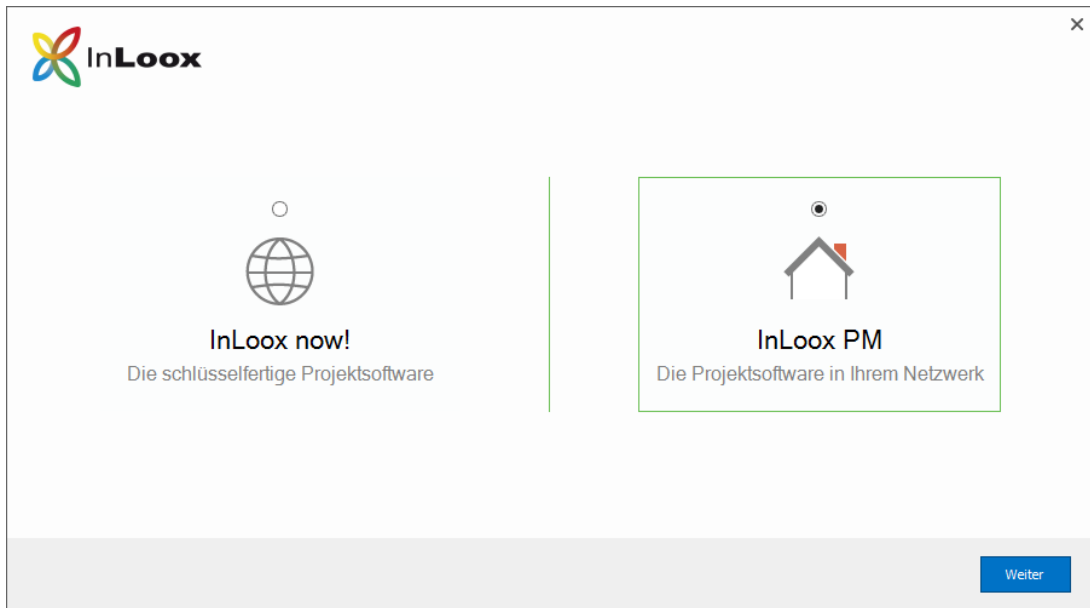 InLoox
InLoox now!
Die schlüsselfertige Projektsoftware
InLoox PM
Die Projektsoftware in Ihrem Netzwerk
Weiter